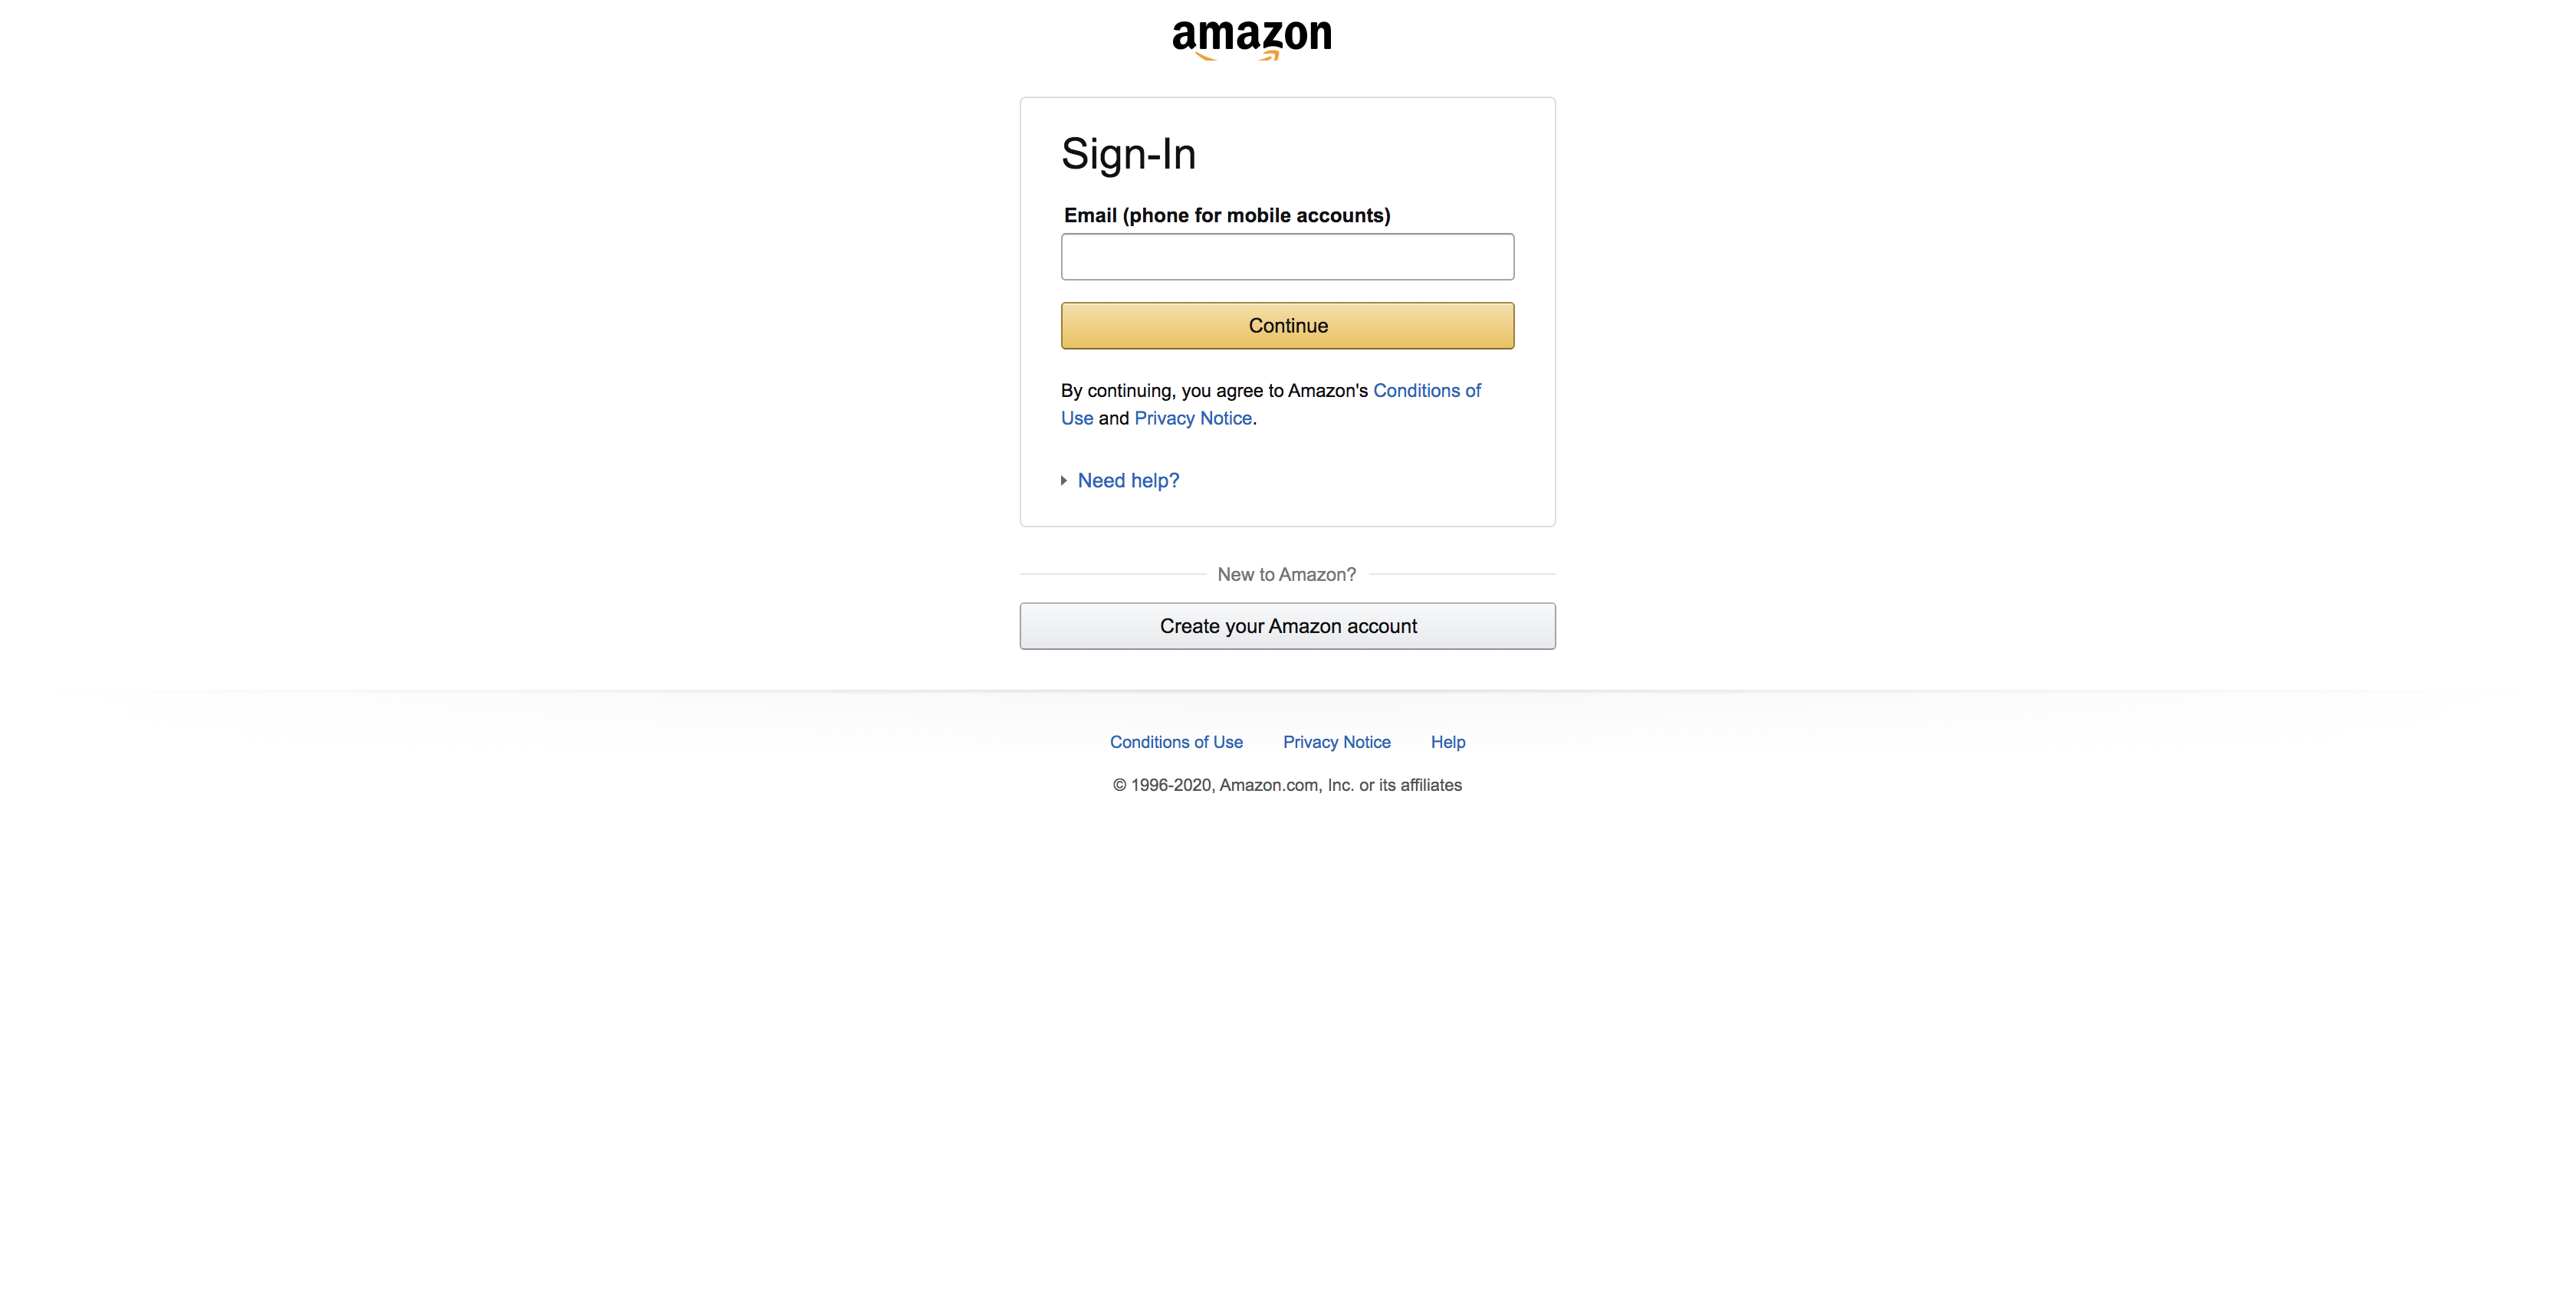 amazon
Sign-In
Email (phone for mobile accounts)
Continue
By continuing, you agree to Amazon's Conditions of
Use and Privacy Notice.
Need help?
New to Amazon?
Create your Amazon account
Conditions of Use Privacy Notice Help
© 1996-2020, Amazon.com, Inc. or its affiliates